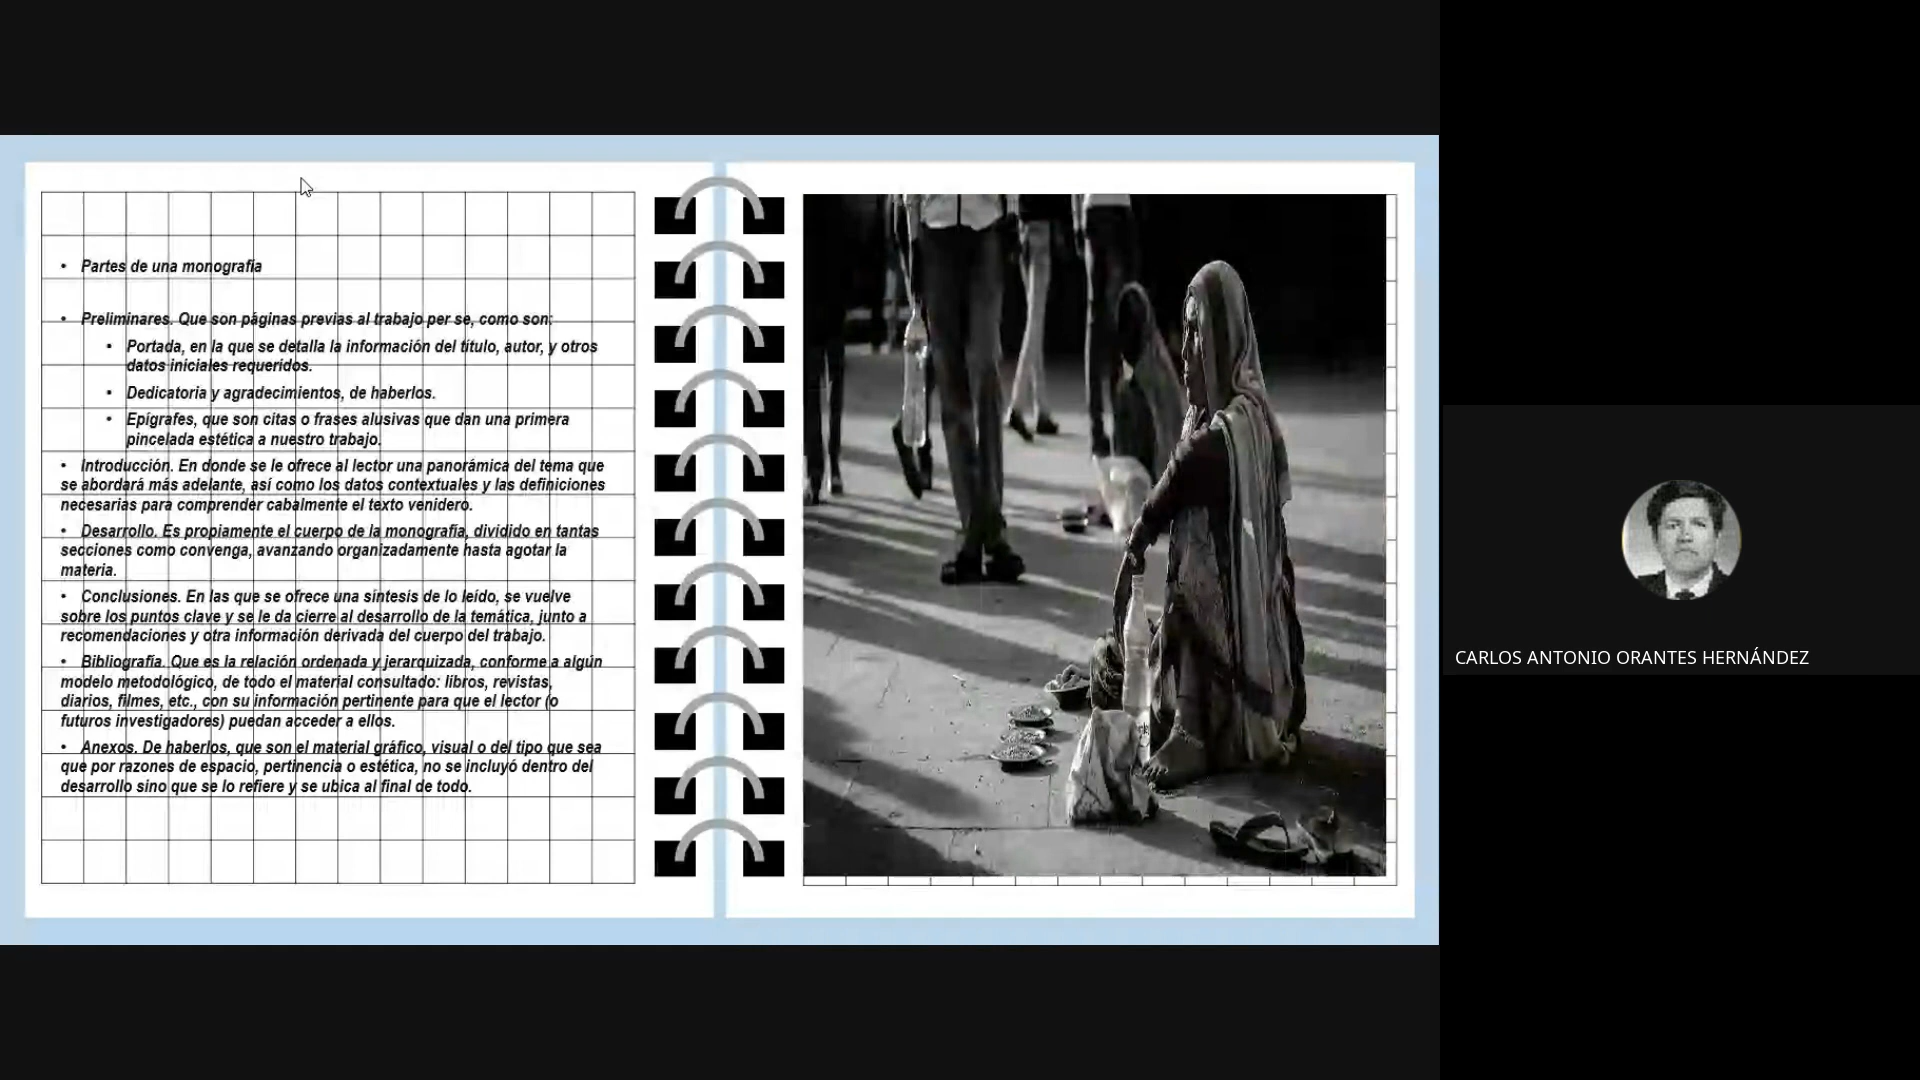 • Partes de una monografía
• Preliminares. Que son páginas previas al trabajo per se, como son:
• Portada, en la que se detalla la información del título, autor, y otros
datos iniciales requeridos.
• Dedicatoria y agradecimientos, de haberlos.
• Epígrafes, que son citas o frases alusivas que dan una primera
pincelada estética a nuestro trabajo.
• Introducción. En donde se le ofrece al lector una panorámica del tema que
se abordará más adelante, así como los datos contextuales y las definiciones
necesarias para comprender cabalmente el texto venidero.
• Desarrollo. Es propiamente el cuerpo de la monografía, dividido en tantas
secciones como convenga, avanzando organizadamente hasta agotar la
materia.
• Conclusiones. En las que se ofrece una síntesis de lo leído, se vuelve
sobre los puntos clave y se le da cierre al desarrollo de la temática, junto a
recomendaciones y otra información derivada del cuerpo del trabajo.
• Bibliografía. Que es la relación ordenada y jerarquizada, conforme a algún
modelo metodológico, de todo el material consultado: libros, revistas,
diarios, filmes, etc., con su información pertinente para que el lector (o
futuros investigadores) puedan acceder a ellos.
• Anexos. De haberlos, que son el material gráfico, visual o del tipo que sea
que por razones de espacio, pertinencia o estética, no se incluyó dentro del
desarrollo sino que se lo refiere y se ubica al final de todo.
CARLOS ANTONIO ORANTES HERNÁNDEZ